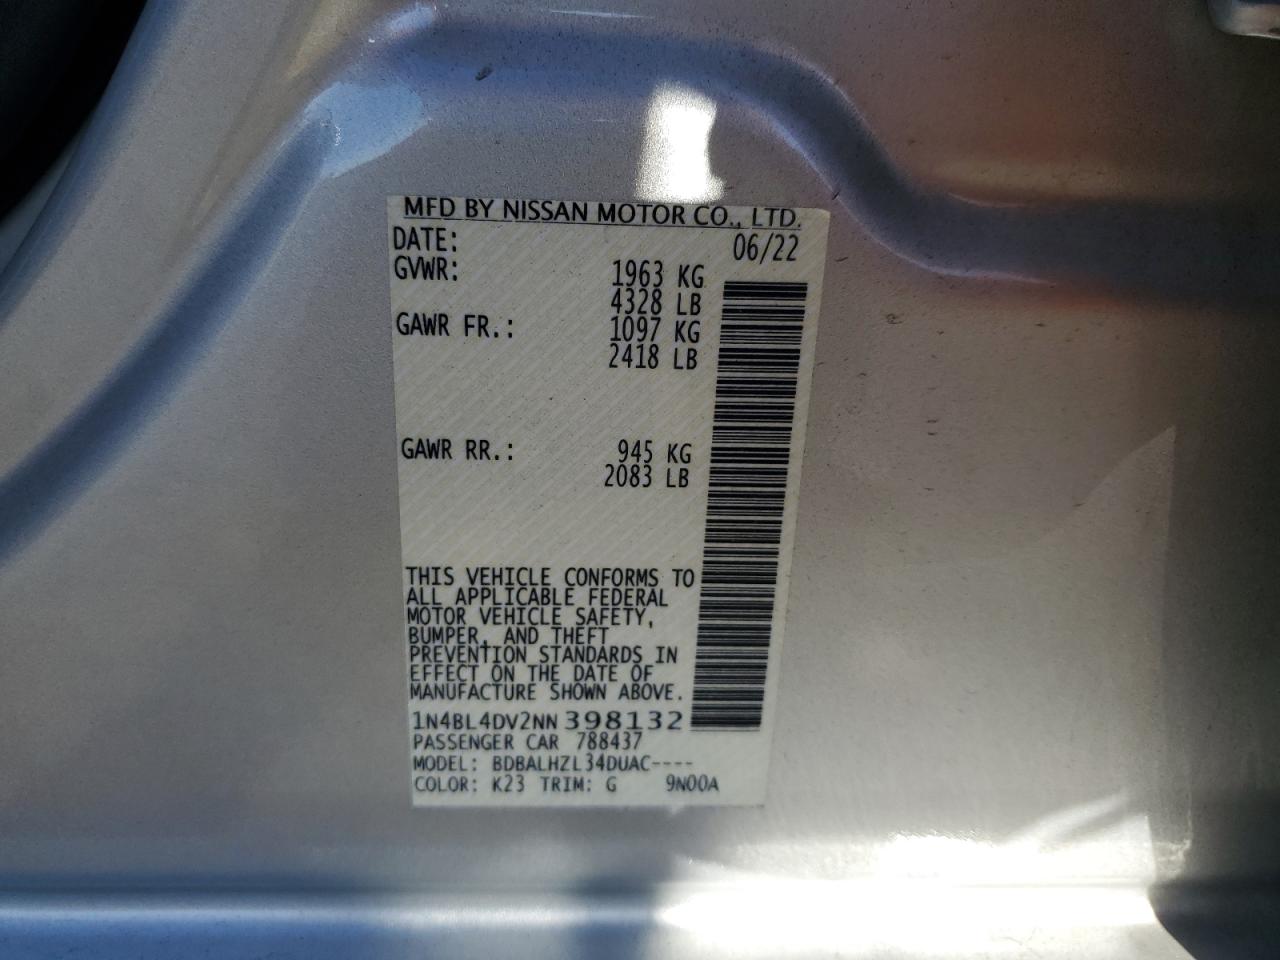 MFD BY NISSAN MOTOR CO., LTD.
DATE: 06/22
GVWR: 1963 KG
4328 LB
GAWR FR.: 1097 KG
2418 LB
GAWR RR.: 945 KG
2083 LB
THIS VEHICLE CONFORMS TO
ALL APPLICABLE FEDERAL
MOTOR VEHICLE SAFETY,
BUMPER, AND THEFT
PREVENTION STANDARDS IN
EFFECT ON THE DATE OF
MANUFACTURE SHOWN ABOVE.
1N4BL4DV2NN398132
PASSENGER CAR 788437
MODEL: BDBALHZL34DUAC----
COLOR: K23 TRIM: G 9N00A